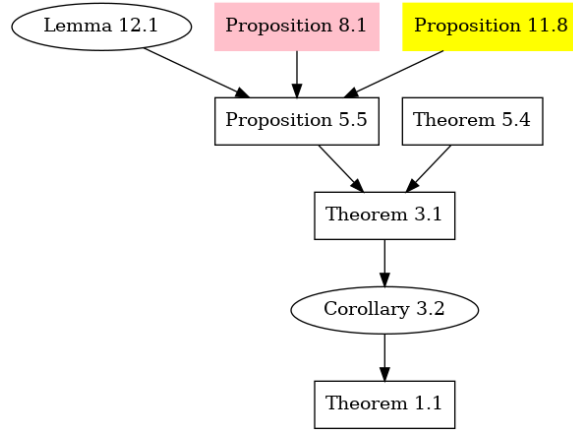 Lemma 12.1
Proposition 8.1
Proposition 11.8
Proposition 5.5
Theorem 5.4
Theorem 3.1
Corollary 3.2
Theorem 1.1